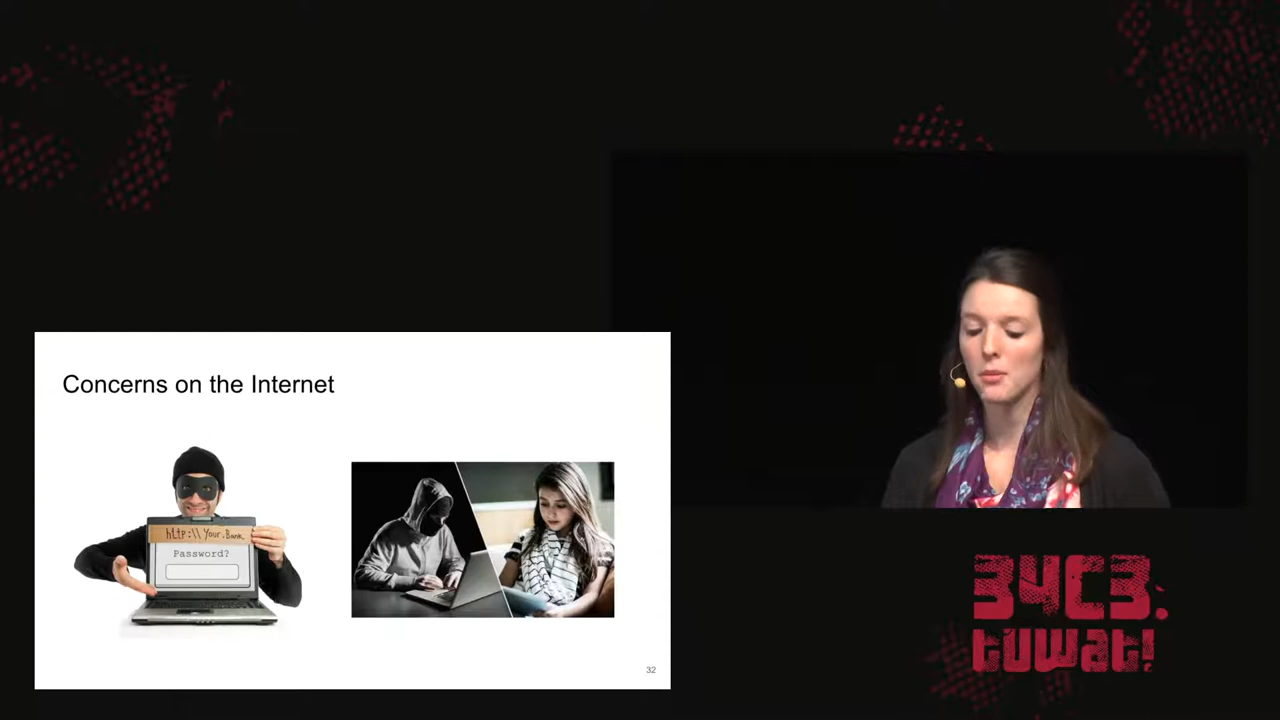 Concerns on the Internet
http:// Your.Bank
Password?
32
34C3:
tuwat!